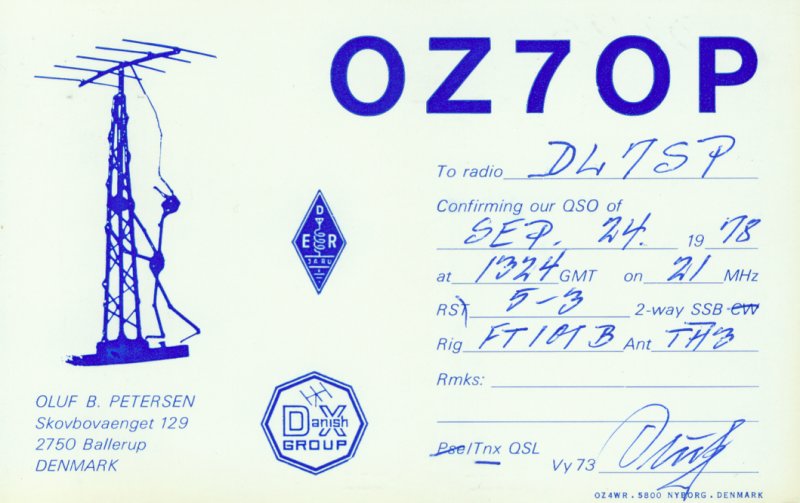 OZ7OP
To radio DL7SP
Confirming our QSO of
SEP. 24. 1978
at 1324 GMT on 21 MHz
RST 5-3 2-way SSB CW
Rig FT101B Ant TH3
Rmks:
Pse/Tnx QSL Vy 73
OZ4WR. 5800 NYBORG. DENMARK
D
E R
IARU
Danish
DX
GROUP
OLUF B. PETERSEN
Skovbovaenget 129
2750 Ballerup
DENMARK